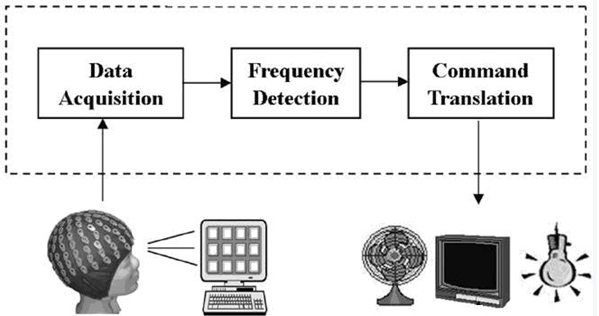 Data
Acquisition
Frequency
Detection
Command
Translation